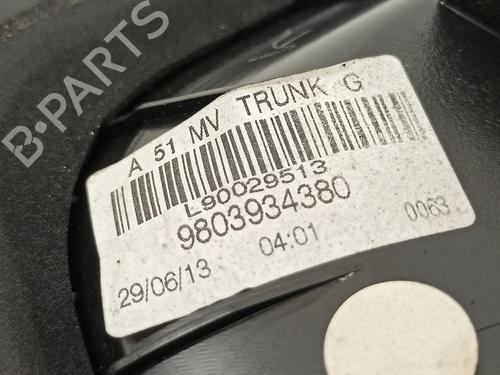 B-PARTS
A 51 MV TRUNK G
L90029513
9803934380
29/06/13 04:01 0063